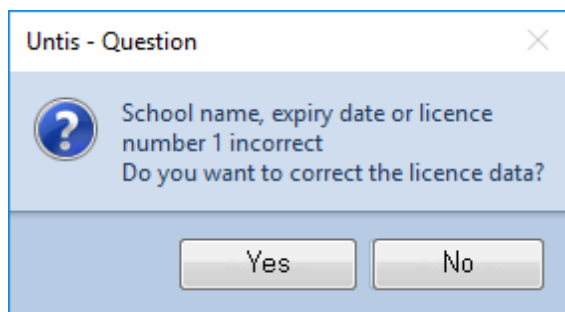 Untis - Question
School name, expiry date or licence
number 1 incorrect
Do you want to correct the licence data?
Yes
No